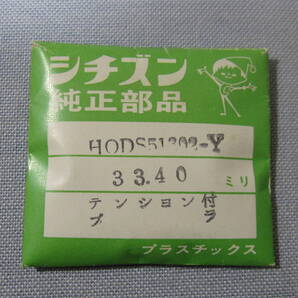 シチズン
純正部品
HODS51202-Y
33.40 ミリ
テンション付
プラ
プラスチックス